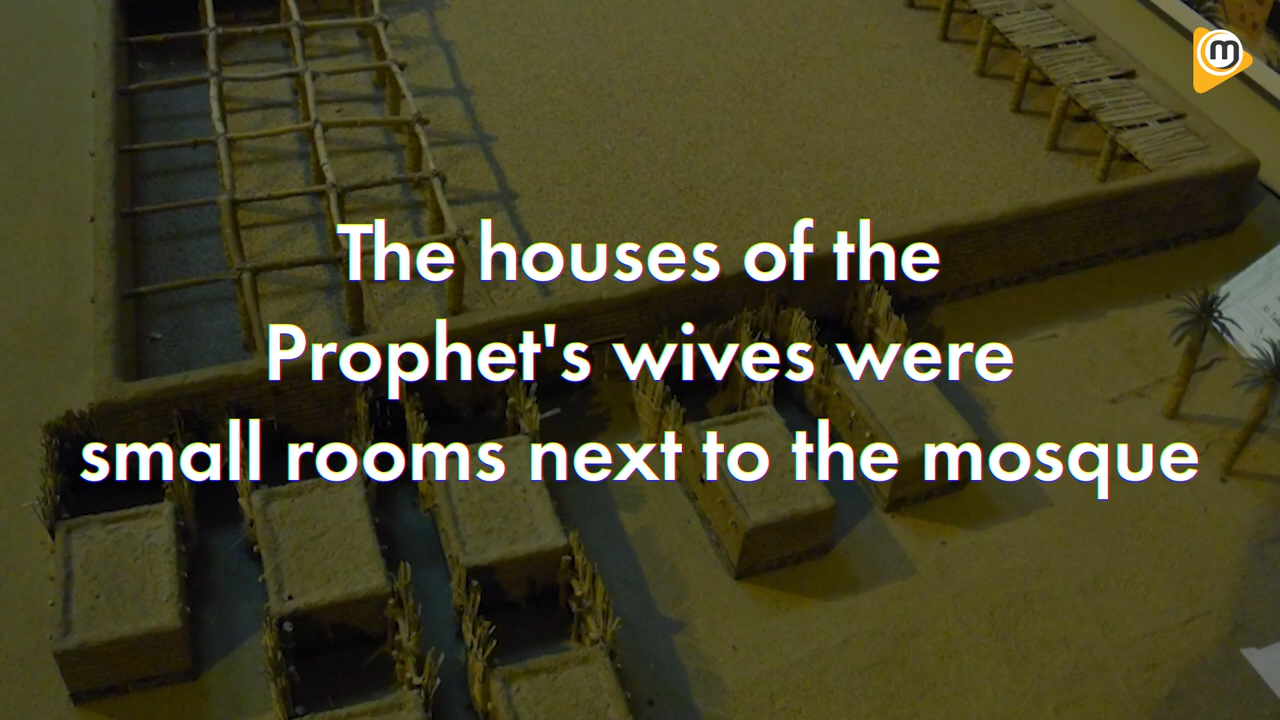 The houses of the
Prophet's wives were
small rooms next to the mosque
m